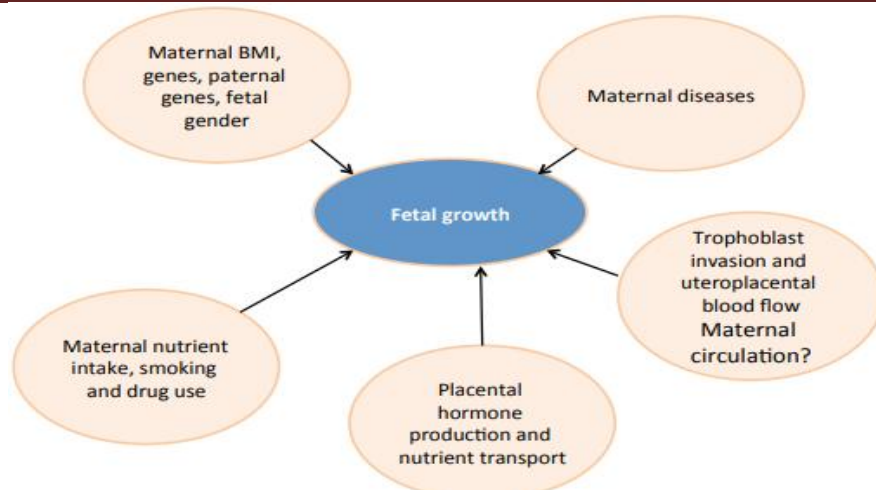 Maternal BMI,
genes, paternal
genes, fetal
gender
Maternal diseases
Fetal growth
Trophoblast
invasion and
uteroplacental
blood flow
Maternal
circulation?
Maternal nutrient
intake, smoking
and drug use
Placental
hormone
production and
nutrient transport